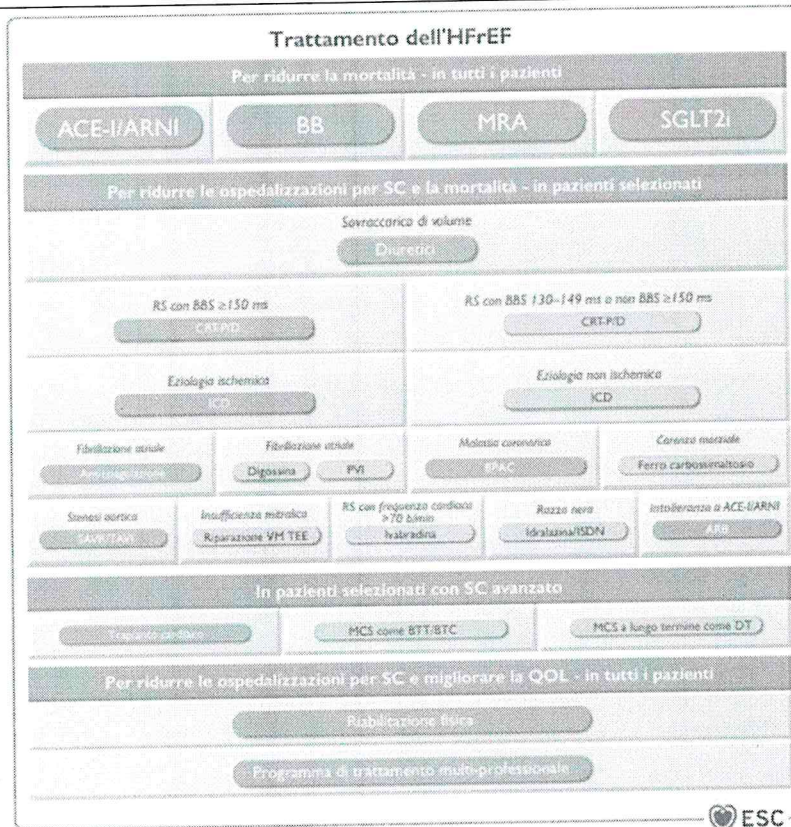 Trattamento dell'HFrEF
Per ridurre la mortalità - in tutti i pazienti
ACE-I/ARNI
BB
MRA
SGLT2i
Per ridurre le ospedalizzazioni per SC e la mortalità - in pazienti selezionati
Sovraccarico di volume
Diuretici
RS con BBS ≥150 ms
CRT-P/D
RS con BBS 130–149 ms o non BBS ≥150 ms
CRT-P/D
Eziologia ischemica
ICD
Eziologia non ischemica
ICD
Fibrillazione atriale
Anticoagulazione
Fibrillazione atriale
Digossina
PVI
Malattia coronarica
BPAC
Carenza marziale
Ferro carbossimaltosio
Stenosi aortica
SAVR/TAVI
Insufficienza mitralica
Riparazione VM TEE
RS con frequenza cardiaca
>70 b/min
Ivabradina
Razza nera
Idralazina/ISDN
Intolleranza a ACE-I/ARNI
ARB
In pazienti selezionati con SC avanzato
Trapianto cardiaco
MCS come BTT/BTC
MCS a lungo termine come DT
Per ridurre le ospedalizzazioni per SC e migliorare la QOL - in tutti i pazienti
Riabilitazione fisica
Programma di trattamento multi-professionale
ESC